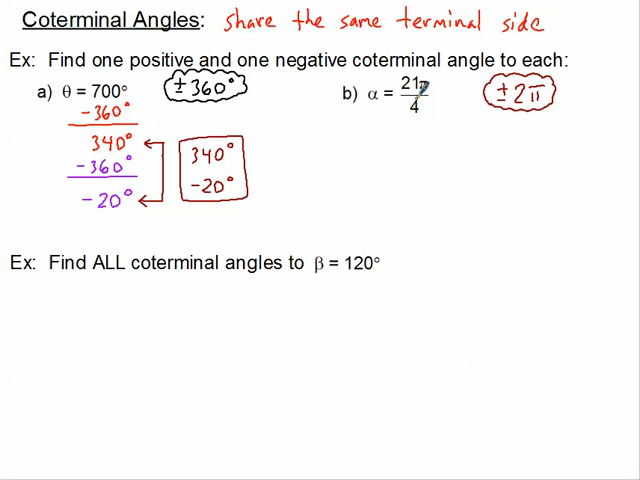 Coterminal Angles: share the same terminal side
Ex: Find one positive and one negative coterminal angle to each:
a) θ = 700°
±360°
b) α = 21π/4
±2π
-360°
340°
-360°
-20°
340°
-20°
Ex: Find ALL coterminal angles to β = 120°